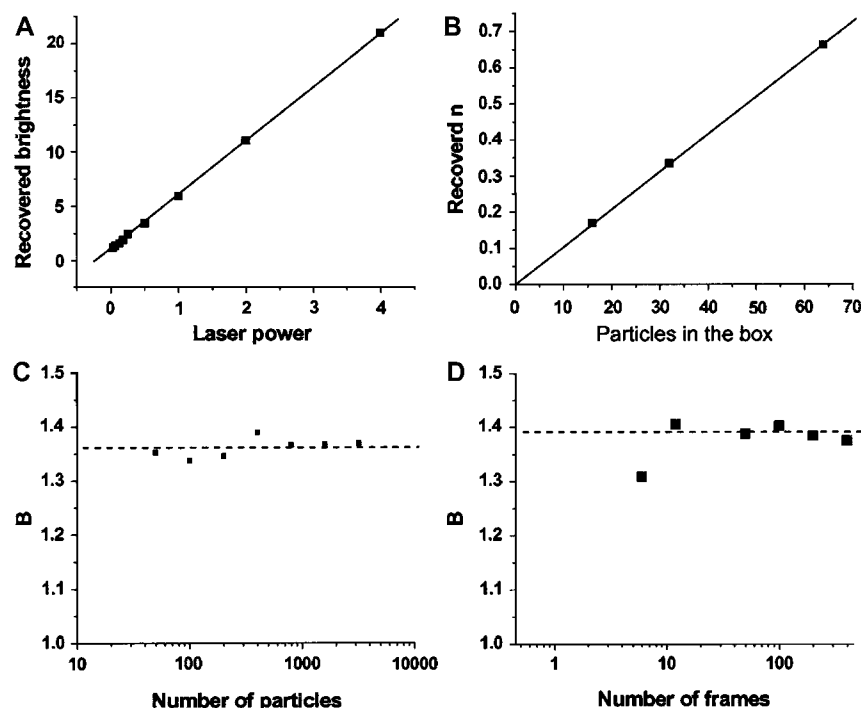 A
20
15
10
5
0
0 1 2 3 4
Recovered brightness
Laser power
B
0.7
0.6
0.5
0.4
0.3
0.2
0.1
0.0
0 10 20 30 40 50 60 70
Recoverd n
Particles in the box
C
1.5
1.4
1.3
1.2
1.1
1.0
10 100 1000 10000
B
Number of particles
D
1.5
1.4
1.3
1.2
1.1
1.0
1 10 100
B
Number of frames